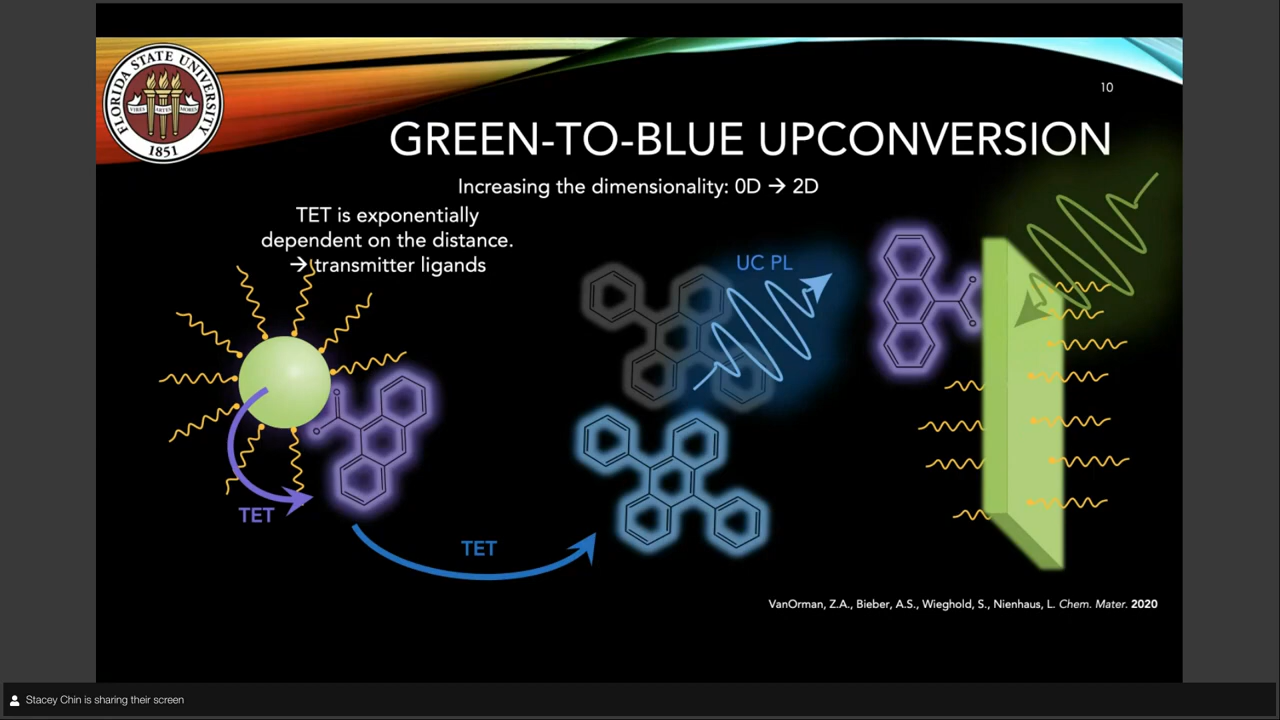 FLORIDA STATE UNIVERSITY
VIRES ARTES MORES
1851
10
GREEN-TO-BLUE UPCONVERSION
Increasing the dimensionality: 0D → 2D
TET is exponentially
dependent on the distance.
→ transmitter ligands
UC PL
O
O
O
O
TET
TET
VanOrman, Z.A., Bieber, A.S., Wieghold, S., Nienhaus, L. Chem. Mater. 2020
Stacey Chin is sharing their screen